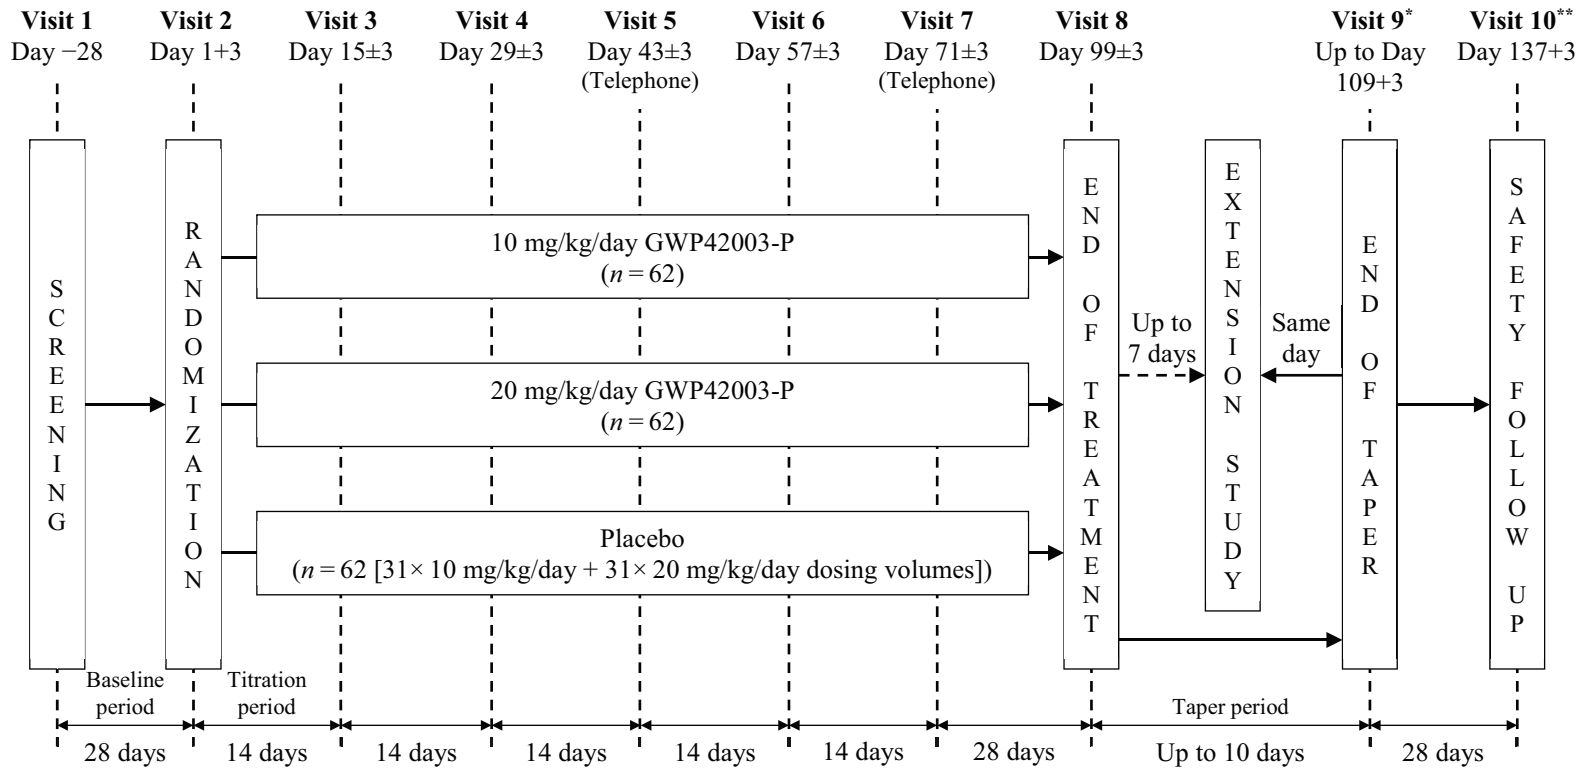 Visit 1
Day −28
Visit 2
Day 1+3
Visit 3
Day 15±3
Visit 4
Day 29±3
Visit 5
Day 43±3
(Telephone)
Visit 6
Day 57±3
Visit 7
Day 71±3
(Telephone)
Visit 8
Day 99±3
Visit 9*
Up to Day
109+3
Visit 10**
Day 137+3
SCREENING
RANDOMIZATION
10 mg/kg/day GWP42003-P
(n = 62)
20 mg/kg/day GWP42003-P
(n = 62)
Placebo
(n = 62 [31× 10 mg/kg/day + 31× 20 mg/kg/day dosing volumes])
END OF TREATMENT
Up to
7 days
EXTENSION STUDY
Same
day
END OF TAPER
SAFETY FOLLOW UP
Baseline
period
Titration
period
Taper period
28 days
14 days
14 days
14 days
14 days
14 days
28 days
Up to 10 days
28 days